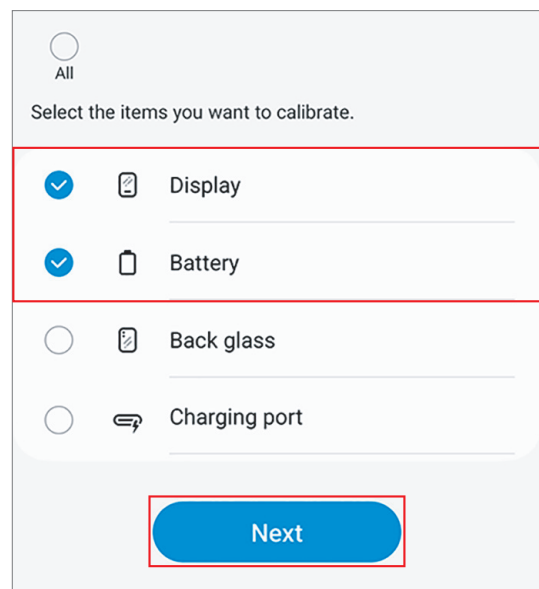 All
Select the items you want to calibrate.
Display
Battery
Back glass
Charging port
Next